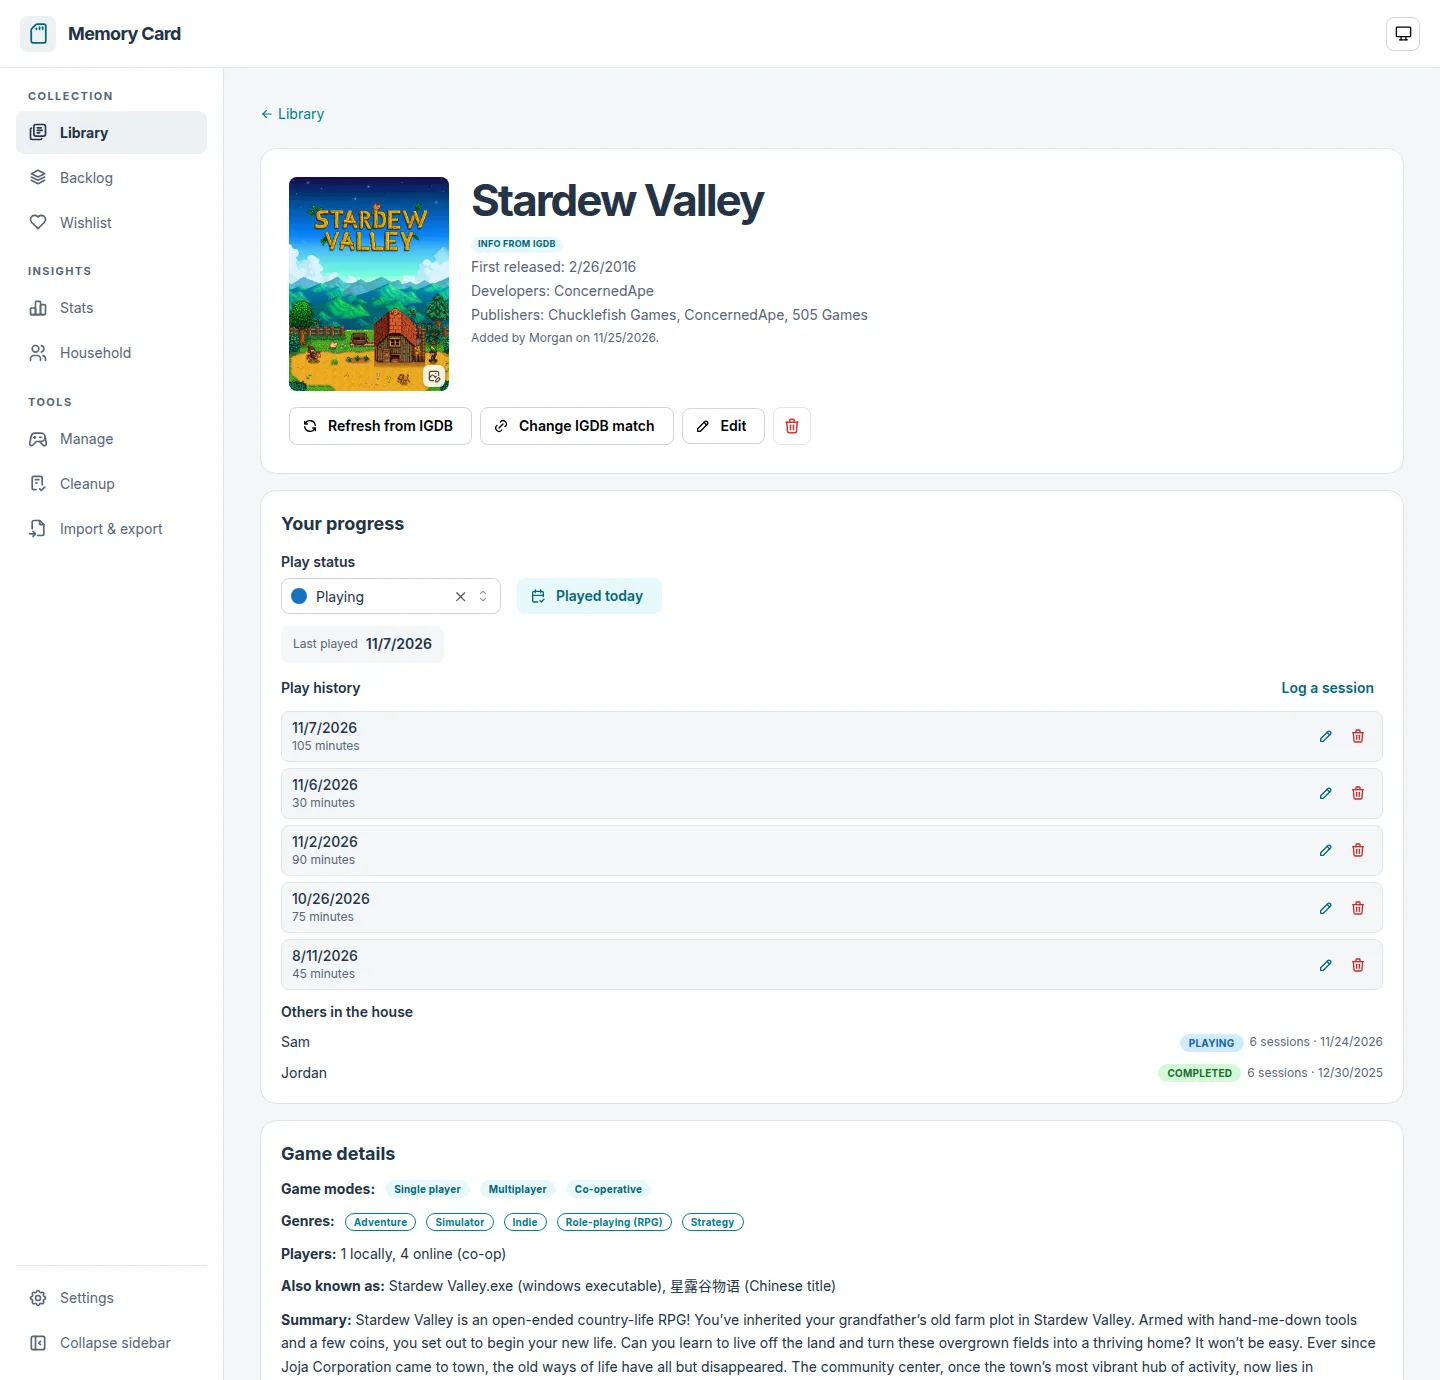 Memory Card
COLLECTION
Library
Backlog
Wishlist
INSIGHTS
Stats
Household
TOOLS
Manage
Cleanup
Import & export
Settings
Collapse sidebar
← Library
STARDEW
VALLEY
Stardew Valley
INFO FROM IGDB
First released: 2/26/2016
Developers: ConcernedApe
Publishers: Chucklefish Games, ConcernedApe, 505 Games
Added by Morgan on 11/25/2026.
Refresh from IGDB
Change IGDB match
Edit
Your progress
Play status
Playing
Played today
Last played 11/7/2026
Play history
Log a session
11/7/2026
105 minutes
11/6/2026
30 minutes
11/2/2026
90 minutes
10/26/2026
75 minutes
8/11/2026
45 minutes
Others in the house
Sam PLAYING 6 sessions · 11/24/2026
Jordan COMPLETED 6 sessions · 12/30/2025
Game details
Game modes: Single player Multiplayer Co-operative
Genres: Adventure Simulator Indie Role-playing (RPG) Strategy
Players: 1 locally, 4 online (co-op)
Also known as: Stardew Valley.exe (windows executable), 星露谷物语 (Chinese title)
Summary: Stardew Valley is an open-ended country-life RPG! You’ve inherited your grandfather’s old farm plot in Stardew Valley. Armed with hand-me-down tools
and a few coins, you set out to begin your new life. Can you learn to live off the land and turn these overgrown fields into a thriving home? It won’t be easy. Ever since
Joja Corporation came to town, the old ways of life have all but disappeared. The community center, once the town’s most vibrant hub of activity, now lies in